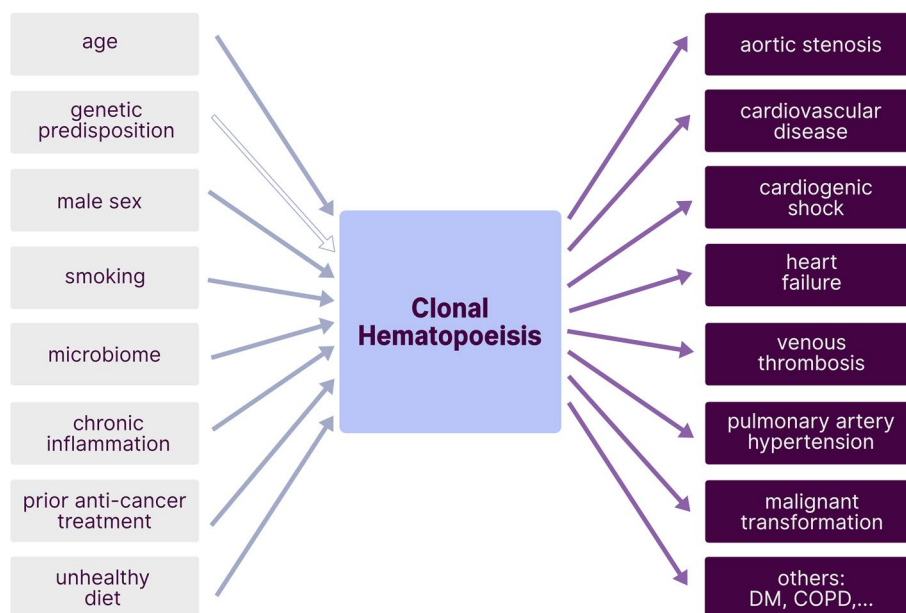 age
genetic
predisposition
male sex
smoking
microbiome
chronic
inflammation
prior anti-cancer
treatment
unhealthy
diet
Clonal
Hematopoeisis
aortic stenosis
cardiovascular
disease
cardiogenic
shock
heart
failure
venous
thrombosis
pulmonary artery
hypertension
malignant
transformation
others:
DM, COPD,...